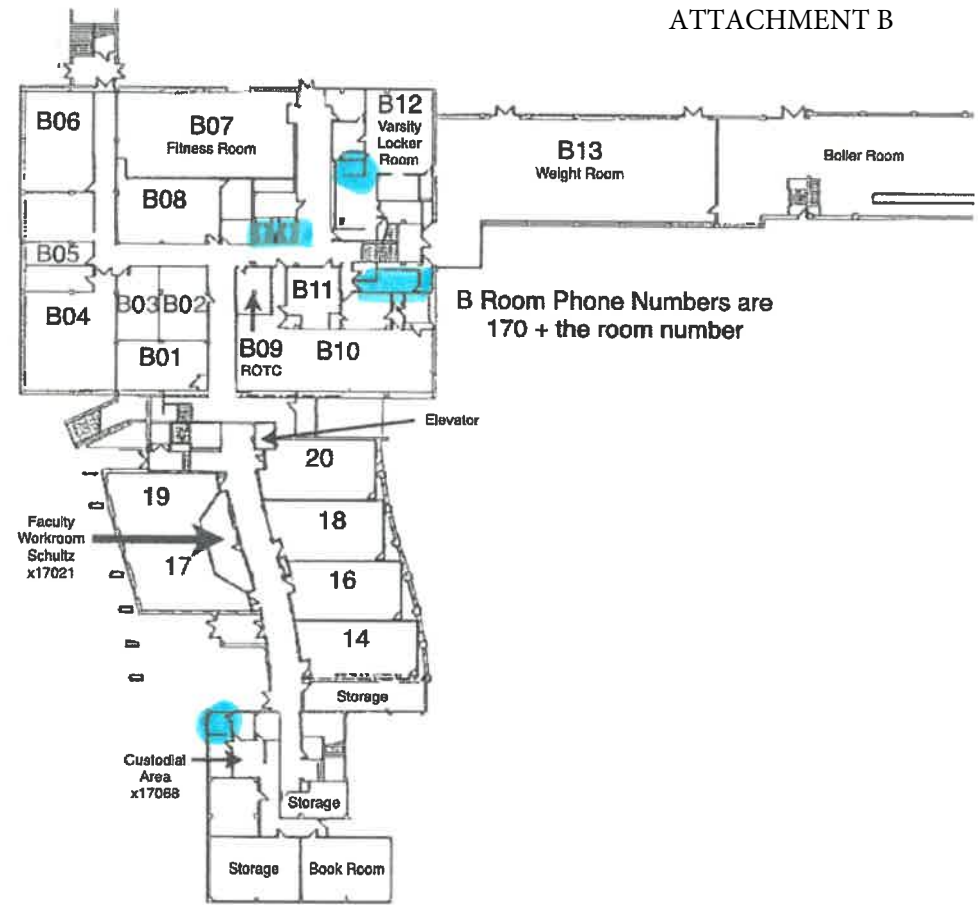 ATTACHMENT B
B06
B07
Fitness Room
B12
Varsity
Locker
Room
B13
Weight Room
Boiler Room
B08
B05
B04
B03
B02
B01
B11
B09
ROTC
B10
B Room Phone Numbers are
170 + the room number
Elevator
20
19
18
Faculty
Workroom
Schultz
x17021
17
16
14
Storage
Custodial
Area
x17068
Storage
Storage
Book Room